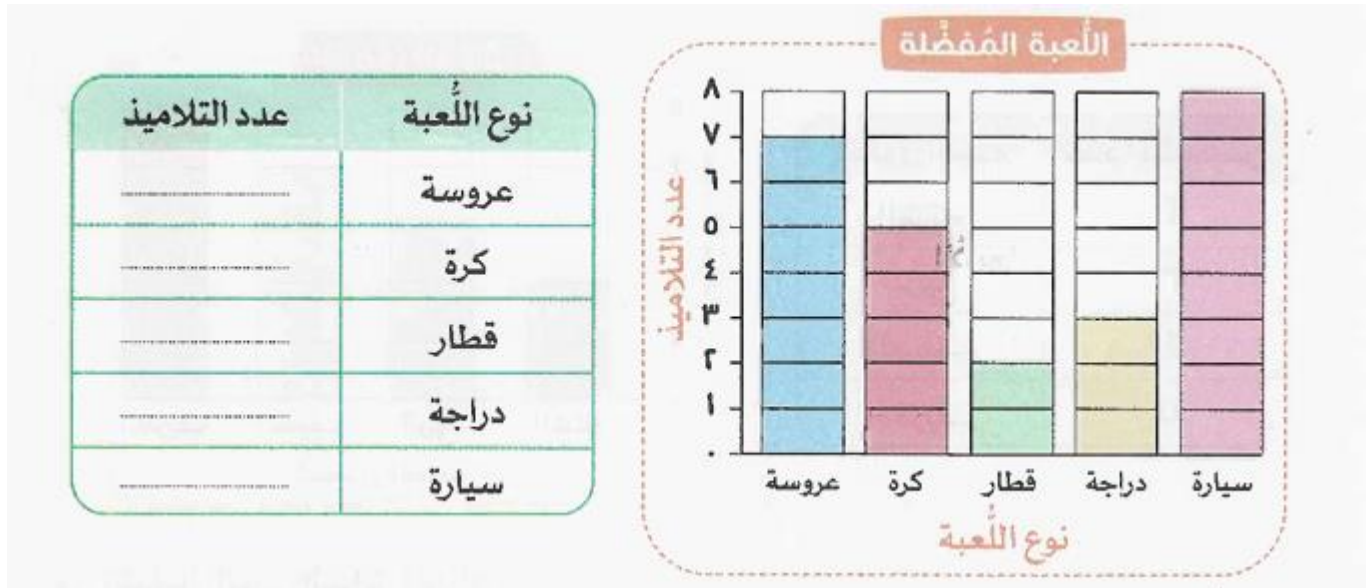 اللُّعبة المُفضَّلة
٨
٧
٦
٥
٤
٣
٢
١
٠
عدد التلاميذ
عروسة كرة قطار دراجة سيارة
نوع اللُّعبة
نوع اللُّعبة عدد التلاميذ
عروسة ....................
كرة ....................
قطار ....................
دراجة ....................
سيارة ....................